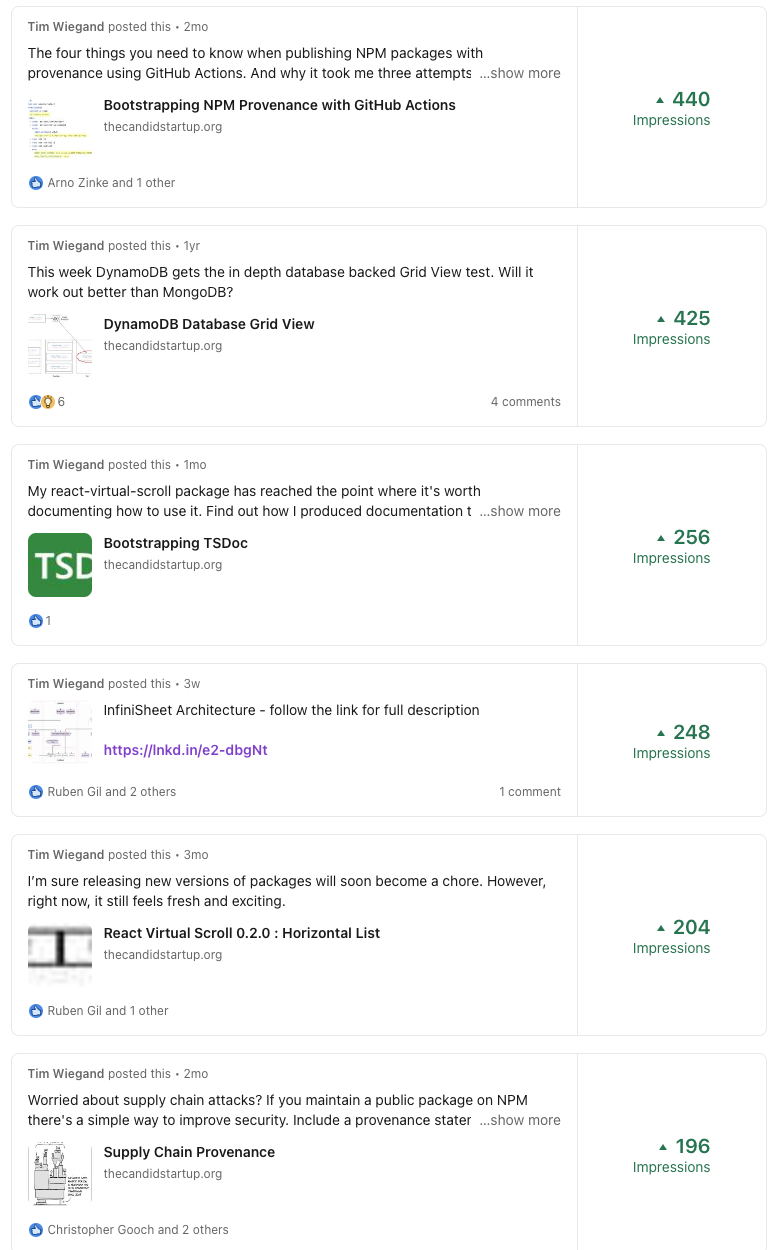 Tim Wiegand posted this • 2mo
The four things you need to know when publishing NPM packages with
provenance using GitHub Actions. And why it took me three attempts ...show more
Bootstrapping NPM Provenance with GitHub Actions
thecandidstartup.org
Arno Zinke and 1 other
▲ 440
Impressions
Tim Wiegand posted this • 1yr
This week DynamoDB gets the in depth database backed Grid View test. Will it
work out better than MongoDB?
DynamoDB Database Grid View
thecandidstartup.org
6
4 comments
▲ 425
Impressions
Tim Wiegand posted this • 1mo
My react-virtual-scroll package has reached the point where it's worth
documenting how to use it. Find out how I produced documentation t ...show more
TSD
Bootstrapping TSDoc
thecandidstartup.org
1
▲ 256
Impressions
Tim Wiegand posted this • 3w
InfiniSheet Architecture - follow the link for full description
https://lnkd.in/e2-dbgNt
Ruben Gil and 2 others
1 comment
▲ 248
Impressions
Tim Wiegand posted this • 3mo
I’m sure releasing new versions of packages will soon become a chore. However,
right now, it still feels fresh and exciting.
React Virtual Scroll 0.2.0 : Horizontal List
thecandidstartup.org
Ruben Gil and 1 other
▲ 204
Impressions
Tim Wiegand posted this • 2mo
Worried about supply chain attacks? If you maintain a public package on NPM
there's a simple way to improve security. Include a provenance stater ...show more
Supply Chain Provenance
thecandidstartup.org
Christopher Gooch and 2 others
▲ 196
Impressions